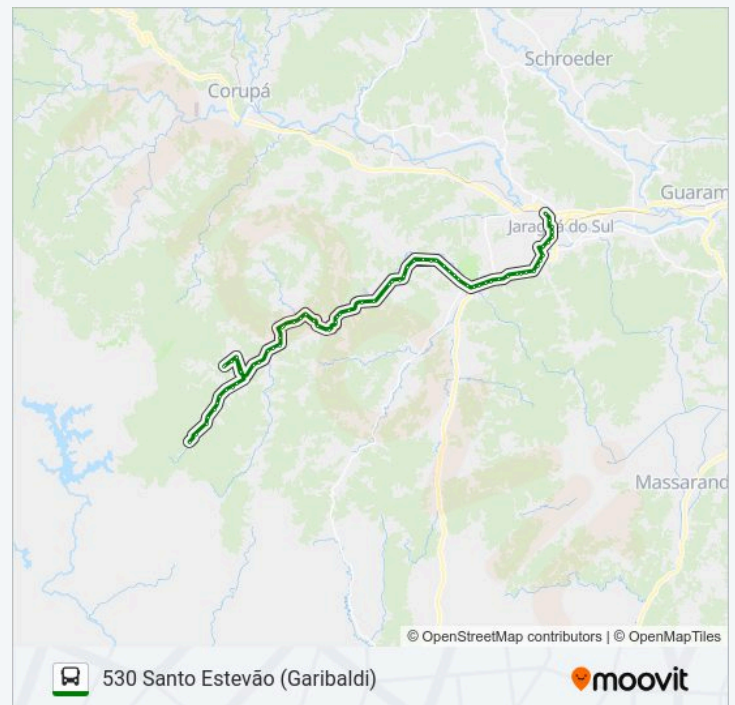 Schroeder
Corupá
Guaram
Jaraguá do Sul
Massarand
© OpenStreetMap contributors | © OpenMapTiles
530 Santo Estevão (Garibaldi)
moovit